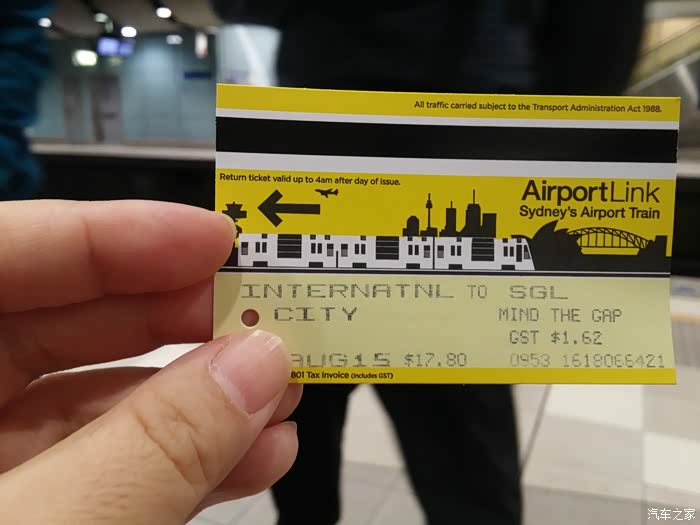 All traffic carried subject to the Transport Administration Act 1988.
Return ticket valid up to 4am after day of issue.
AirportLink
Sydney's Airport Train
INTERNATNL TO SGL
CITY MIND THE GAP
GST $1.62
AUG15 $17.80 0953 1618066421
801 Tax Invoice (includes GST)
汽车之家